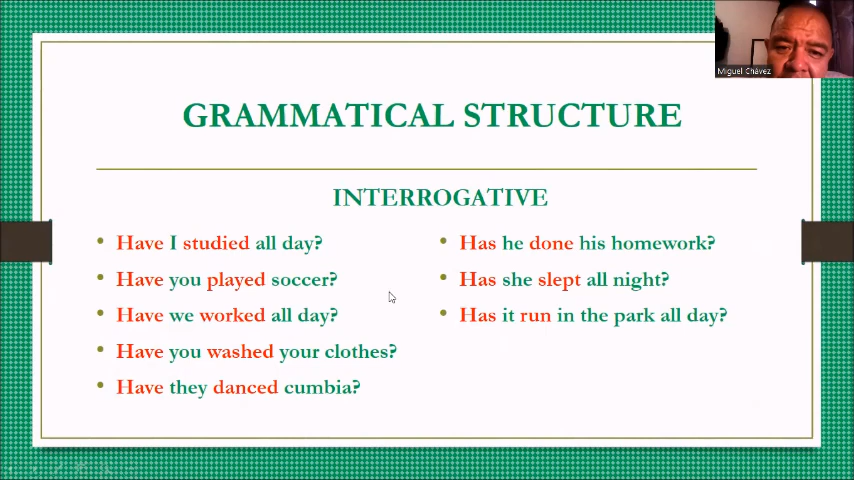 Miguel Chávez
GRAMMATICAL STRUCTURE
INTERROGATIVE
Have I studied all day?
Have you played soccer?
Have we worked all day?
Have you washed your clothes?
Have they danced cumbia?
Has he done his homework?
Has she slept all night?
Has it run in the park all day?